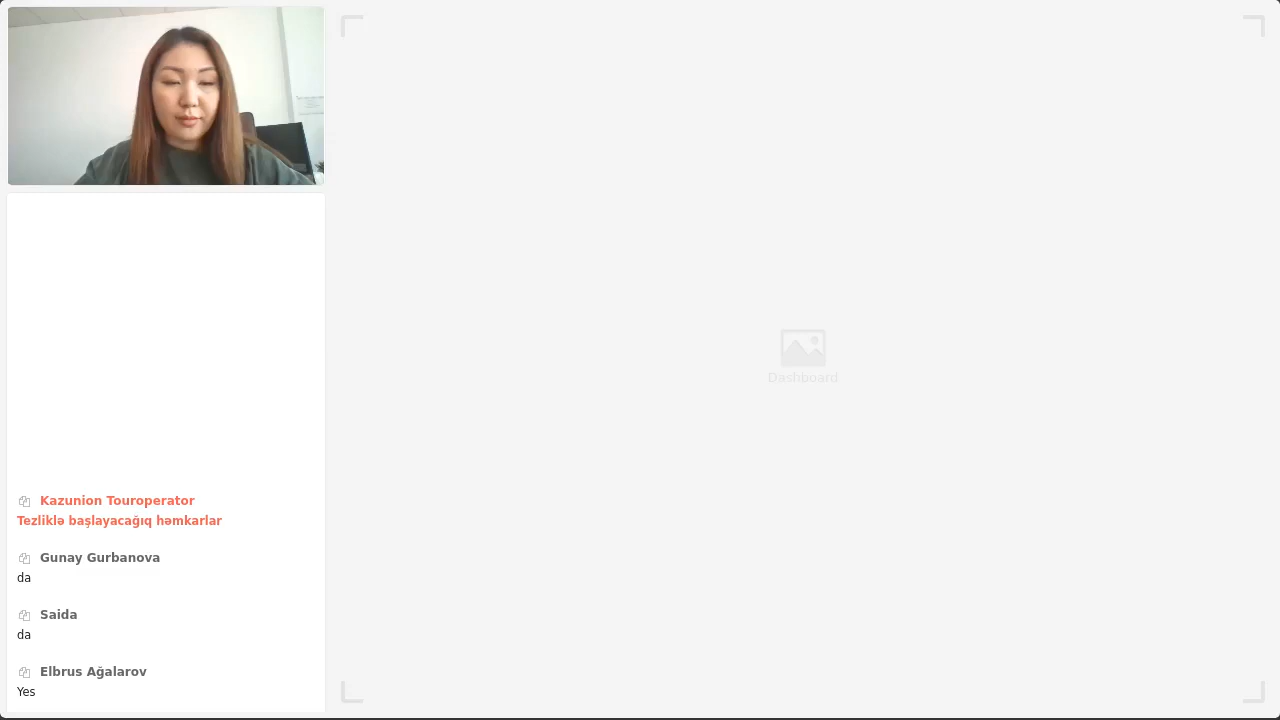 Kazunion Touroperator
Tezliklə başlayacağıq həmkarlar
Gunay Gurbanova
da
Saida
da
Elbrus Ağalarov
Yes
Dashboard